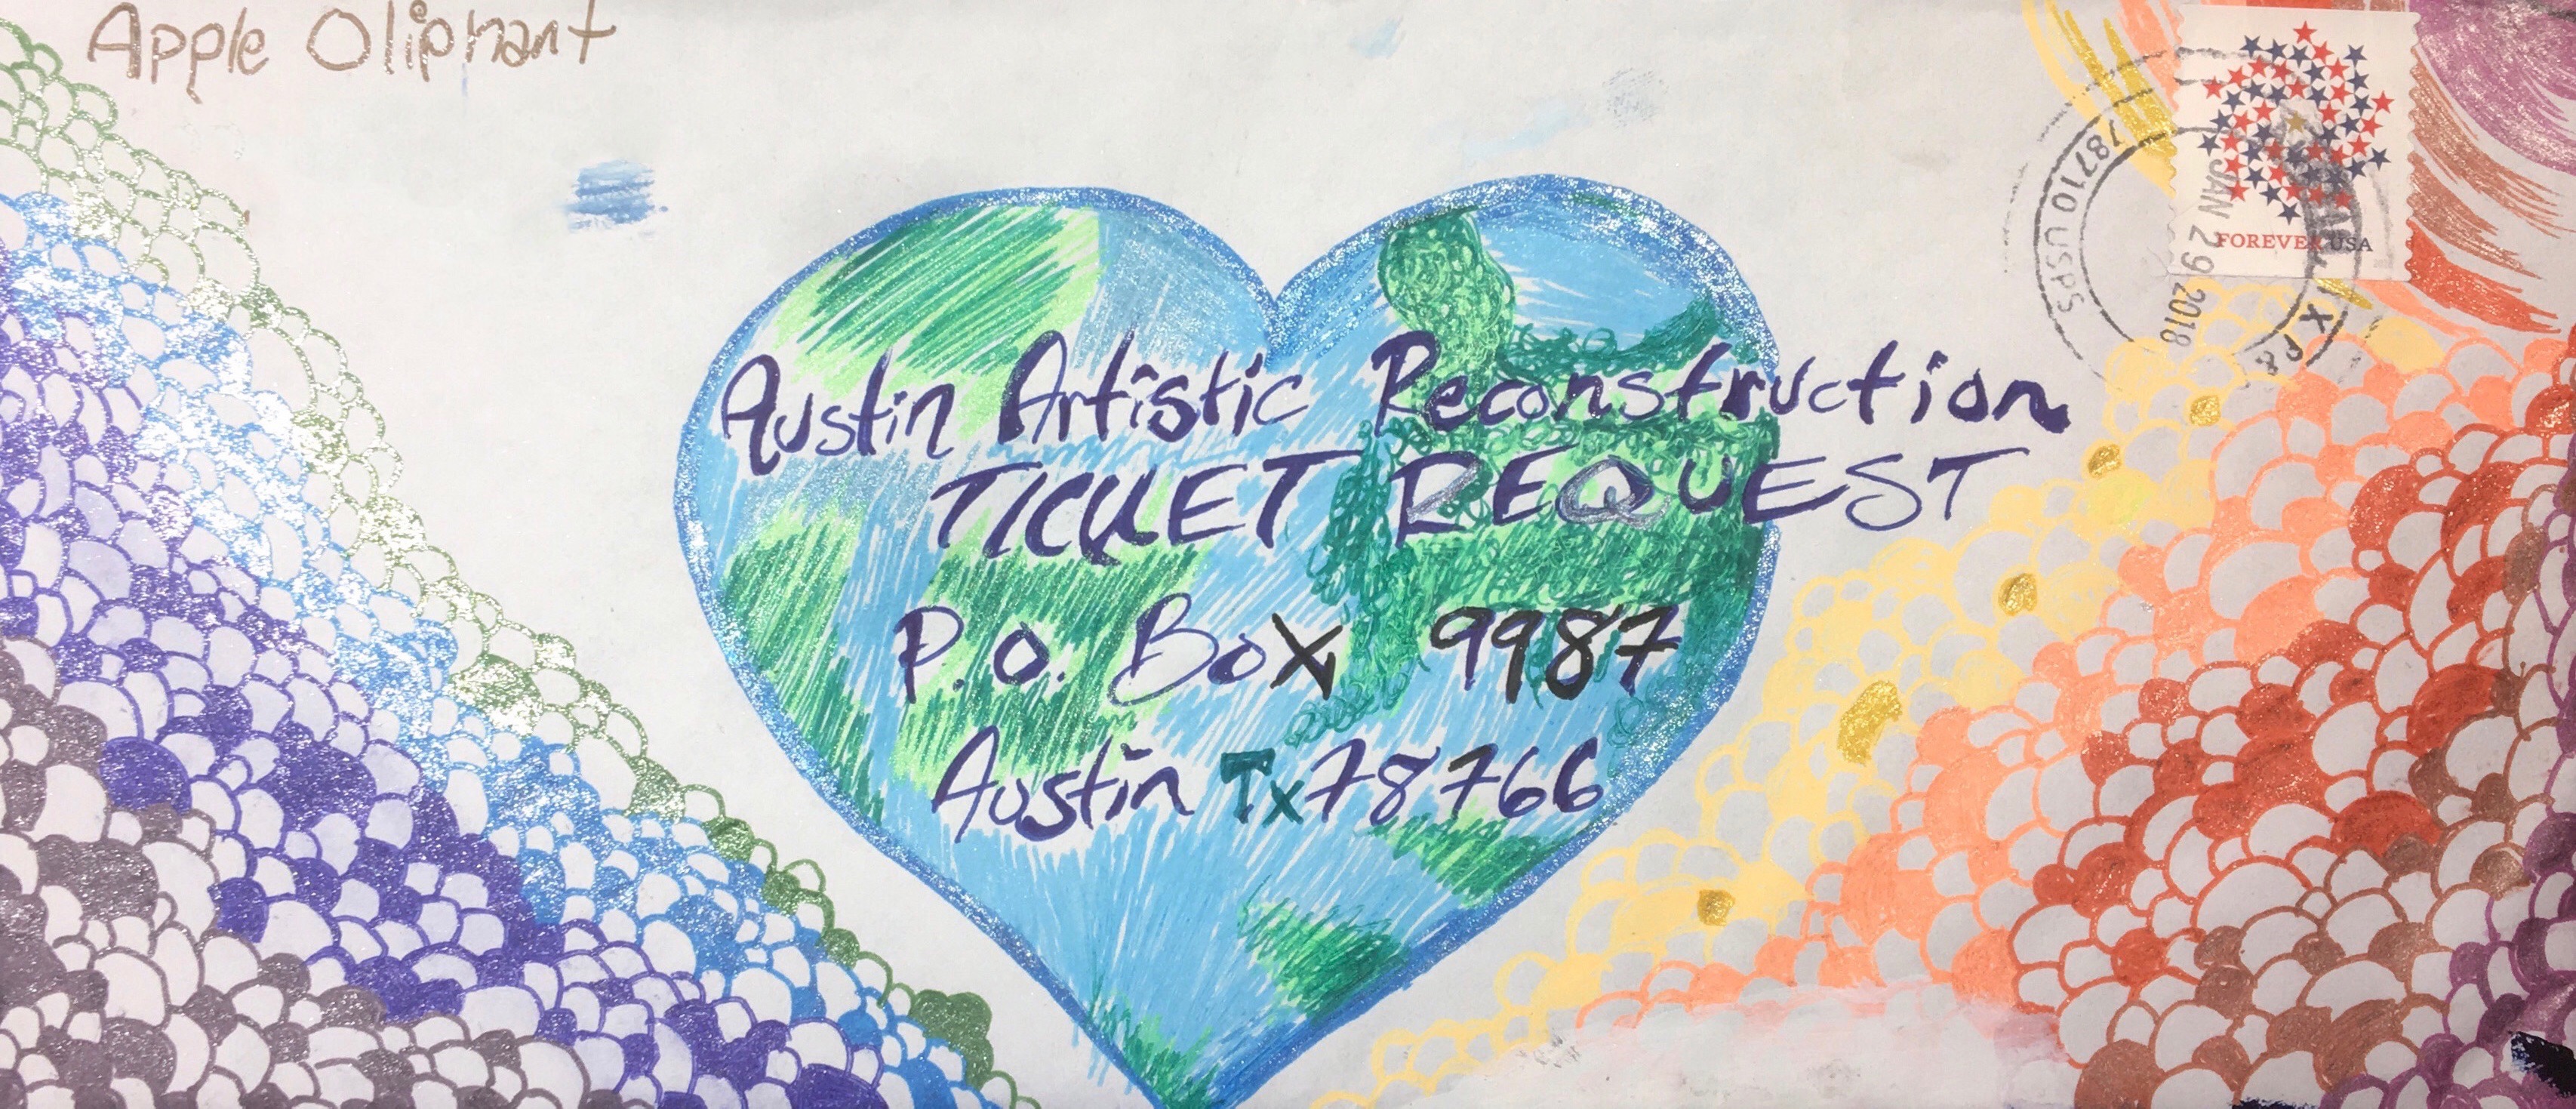 Apple Oliphant
FOREVER USA
78710 USPS
JAN 29 2018
Austin Artistic Reconstruction
TICKET REQUEST
P.O. Box 9987
Austin Tx 78766